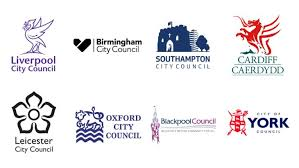 Liverpool
City Council
Birmingham
City Council
SOUTHAMPTON
CITY COUNCIL
CARDIFF
CAERDYDD
Leicester
City Council
OXFORD
CITY
COUNCIL
Blackpool Council
CITY OF
YORK
COUNCIL